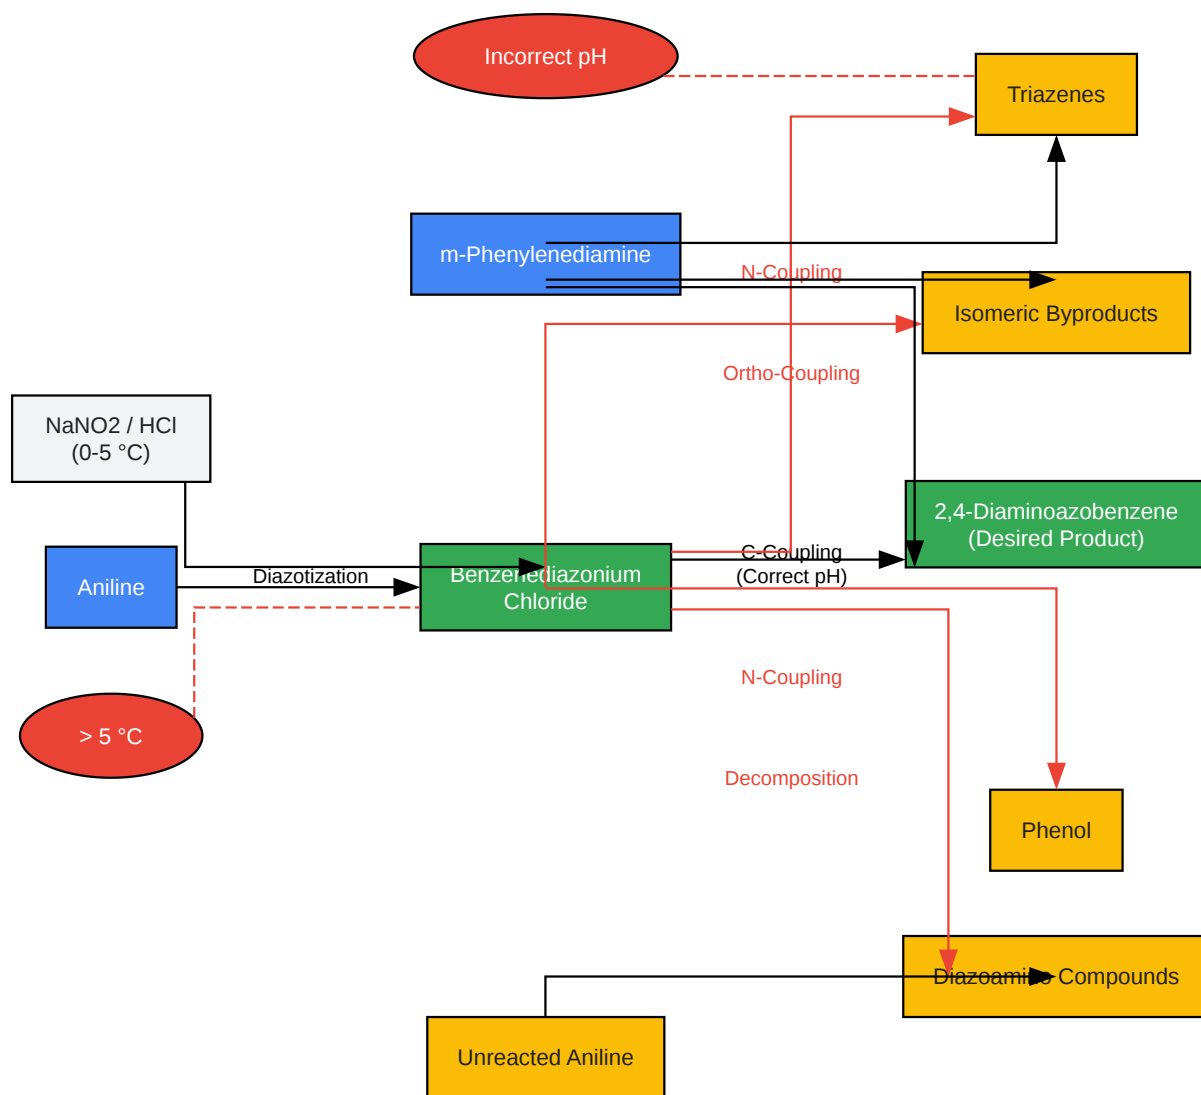 Incorrect pH
Triazenes
m-Phenylenediamine
N-Coupling
Isomeric Byproducts
Ortho-Coupling
NaNO2 / HCl
(0-5 °C)
2,4-Diaminoazobenzene
(Desired Product)
C-Coupling
(Correct pH)
Aniline
Diazotization
Benzenediazonium
Chloride
N-Coupling
> 5 °C
Decomposition
Phenol
Diazoamino Compounds
Unreacted Aniline